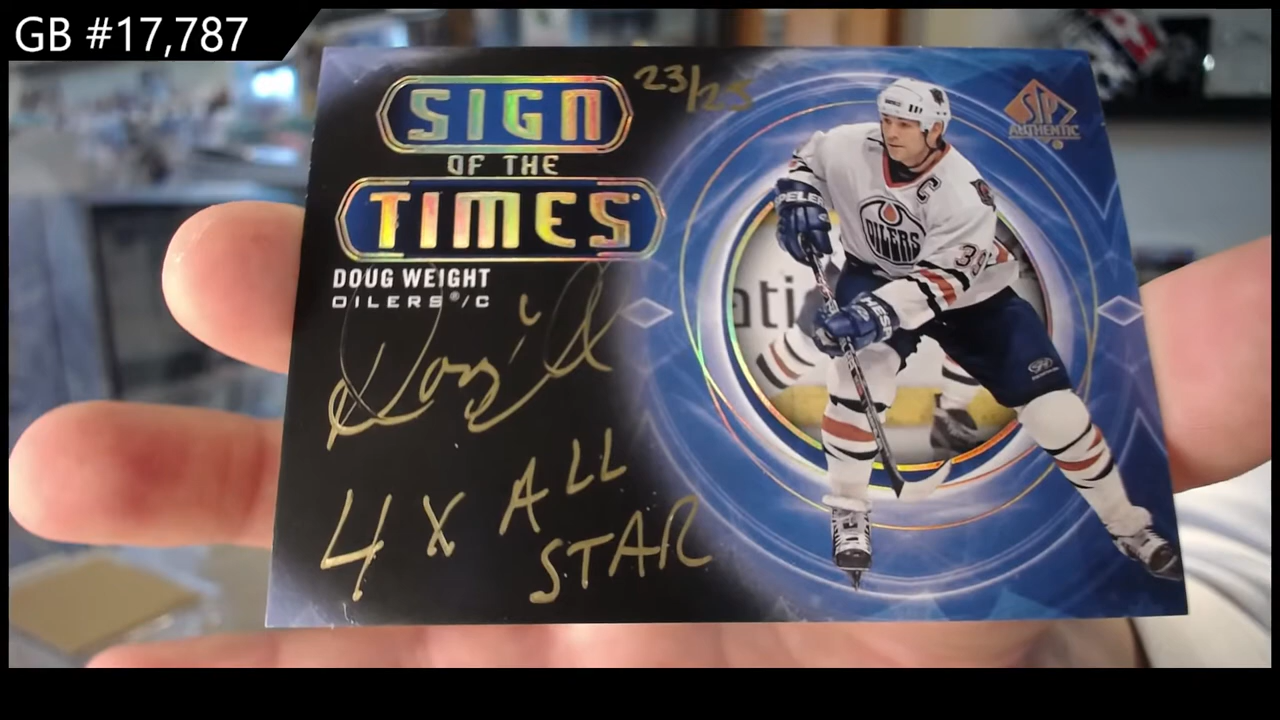 GB #17,787
SIGN
23/25
OF THE
TIMES
SP AUTHENTIC
DOUG WEIGHT
OILERS®/C
4 X ALL
STAR
C
OILERS
39
HESP